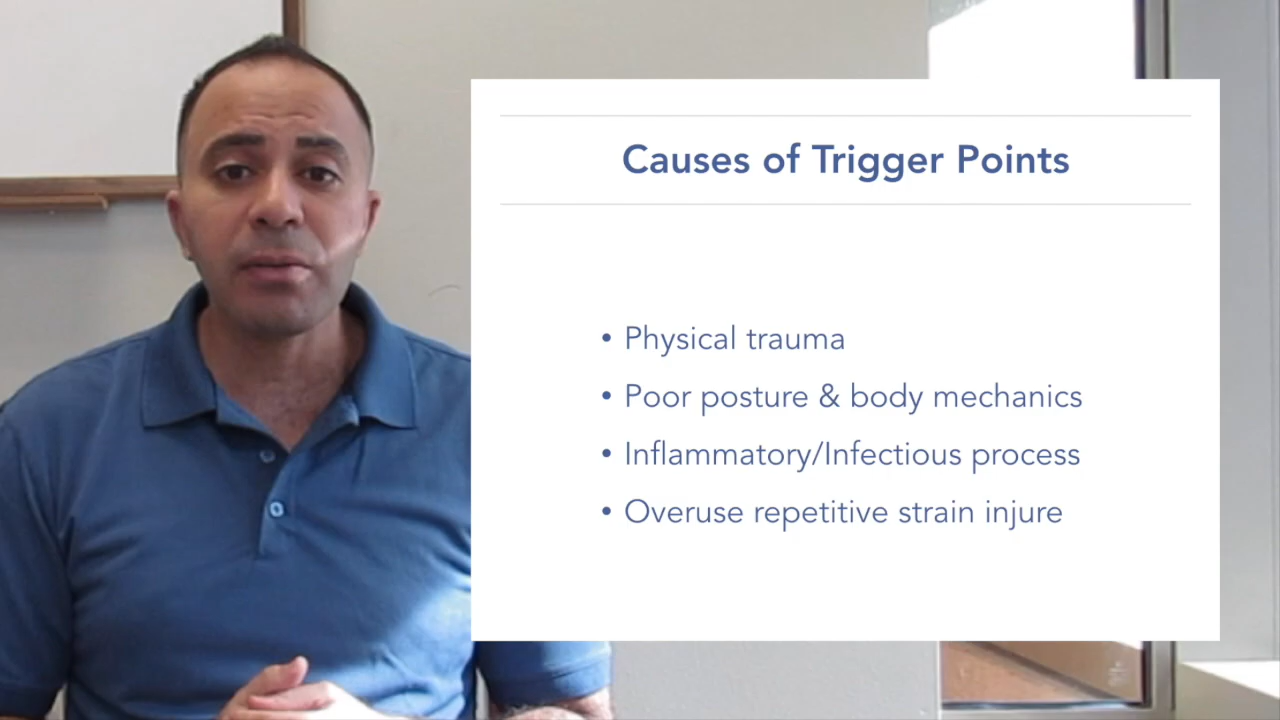 Causes of Trigger Points
• Physical trauma
• Poor posture & body mechanics
• Inflammatory/Infectious process
• Overuse repetitive strain injure